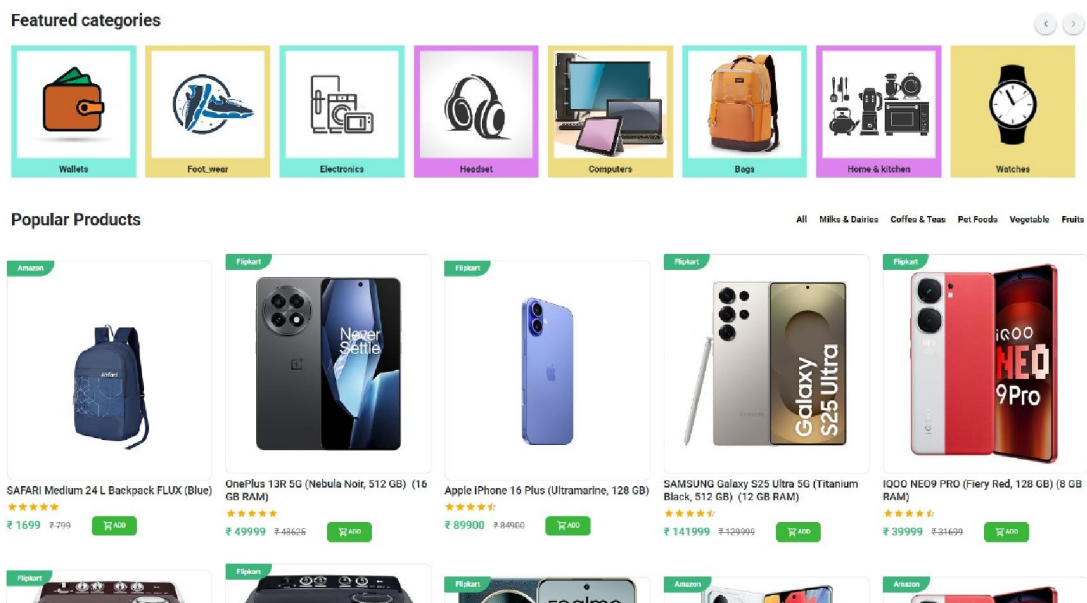 Featured categories
Wallets
Foot_wear
Electronics
Headset
Computers
Bags
Home & kitchen
Watches
Popular Products
All Milks & Dairies Coffes & Teas Pet Foods Vegetable Fruits
Amazon
Safari
SAFARI Medium 24 L Backpack FLUX (Blue)
₹ 1699 ₹ 799 ADD
Flipkart
Never
Settle
OnePlus 13R 5G (Nebula Noir, 512 GB) (16
GB RAM)
₹ 49999 ₹ 48625 ADD
Flipkart
Apple iPhone 16 Plus (Ultramarine, 128 GB)
₹ 89900 ₹ 84900 ADD
Flipkart
Galaxy
S25 Ultra
SAMSUNG Galaxy S25 Ultra 5G (Titanium
Black, 512 GB) (12 GB RAM)
₹ 141999 ₹ 129999 ADD
Flipkart
iQOO
NEO
9 Pro
IQOO NEO9 PRO (Fiery Red, 128 GB) (8 GB
RAM)
₹ 39999 ₹ 31699 ADD
Flipkart
Flipkart
Flipkart
realme
Amazon
Amazon